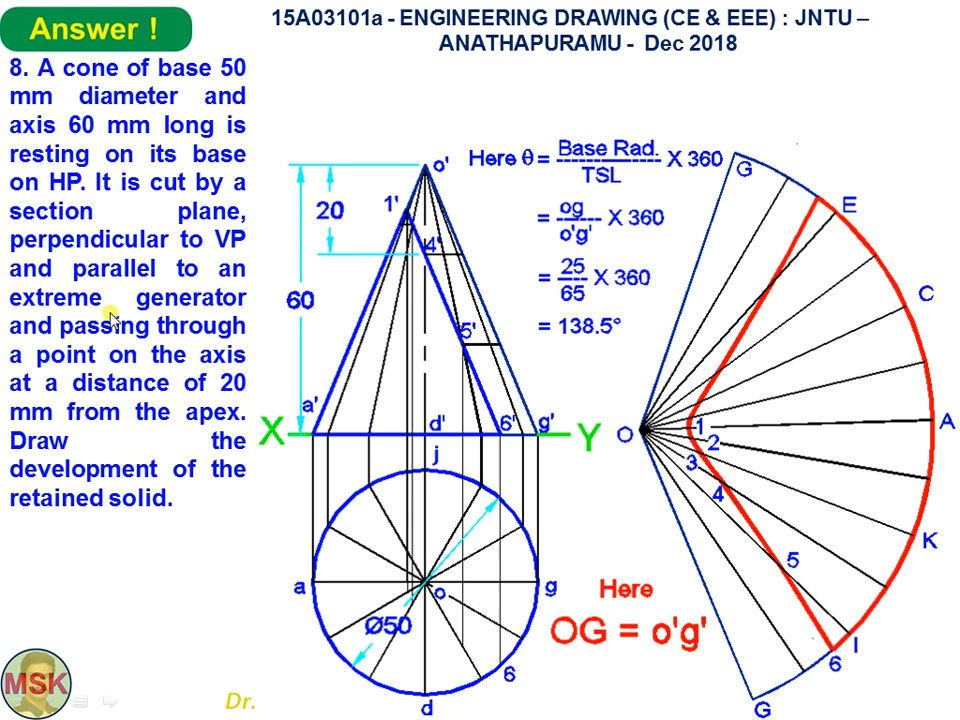 Answer !
15A03101a - ENGINEERING DRAWING (CE & EEE) : JNTU –
ANATHAPURAMU - Dec 2018
8. A cone of base 50
mm diameter and
axis 60 mm long is
resting on its base
on HP. It is cut by a
section plane,
perpendicular to VP
and parallel to an
extreme generator
and passing through
a point on the axis
at a distance of 20
mm from the apex.
Draw the
development of the
retained solid.
o'
1'
20
4'
60
5'
a'
d'
6'
g'
X
Y
j
a
o
g
Ø50
6
d
Here θ = Base Rad. / TSL X 360
= og / o'g' X 360
= 25 / 65 X 360
= 138.5°
G
E
C
O
1
A
2
3
4
K
5
I
6
G
Here
OG = o'g'
MSK
Dr.